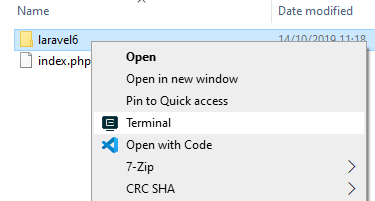 Name Date modified
laravel6 14/10/2019 11:18
index.php
Open
Open in new window
Pin to Quick access
Terminal
Open with Code
7-Zip
CRC SHA